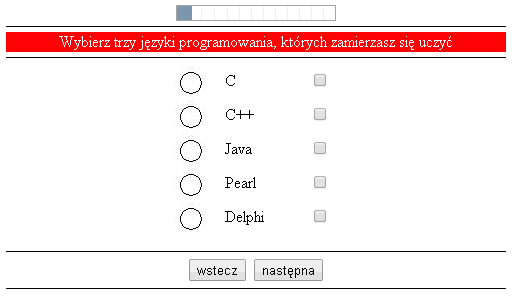 Wybierz trzy języki programowania, których zamierzasz się uczyć
C
C++
Java
Pearl
Delphi
wstecz następna